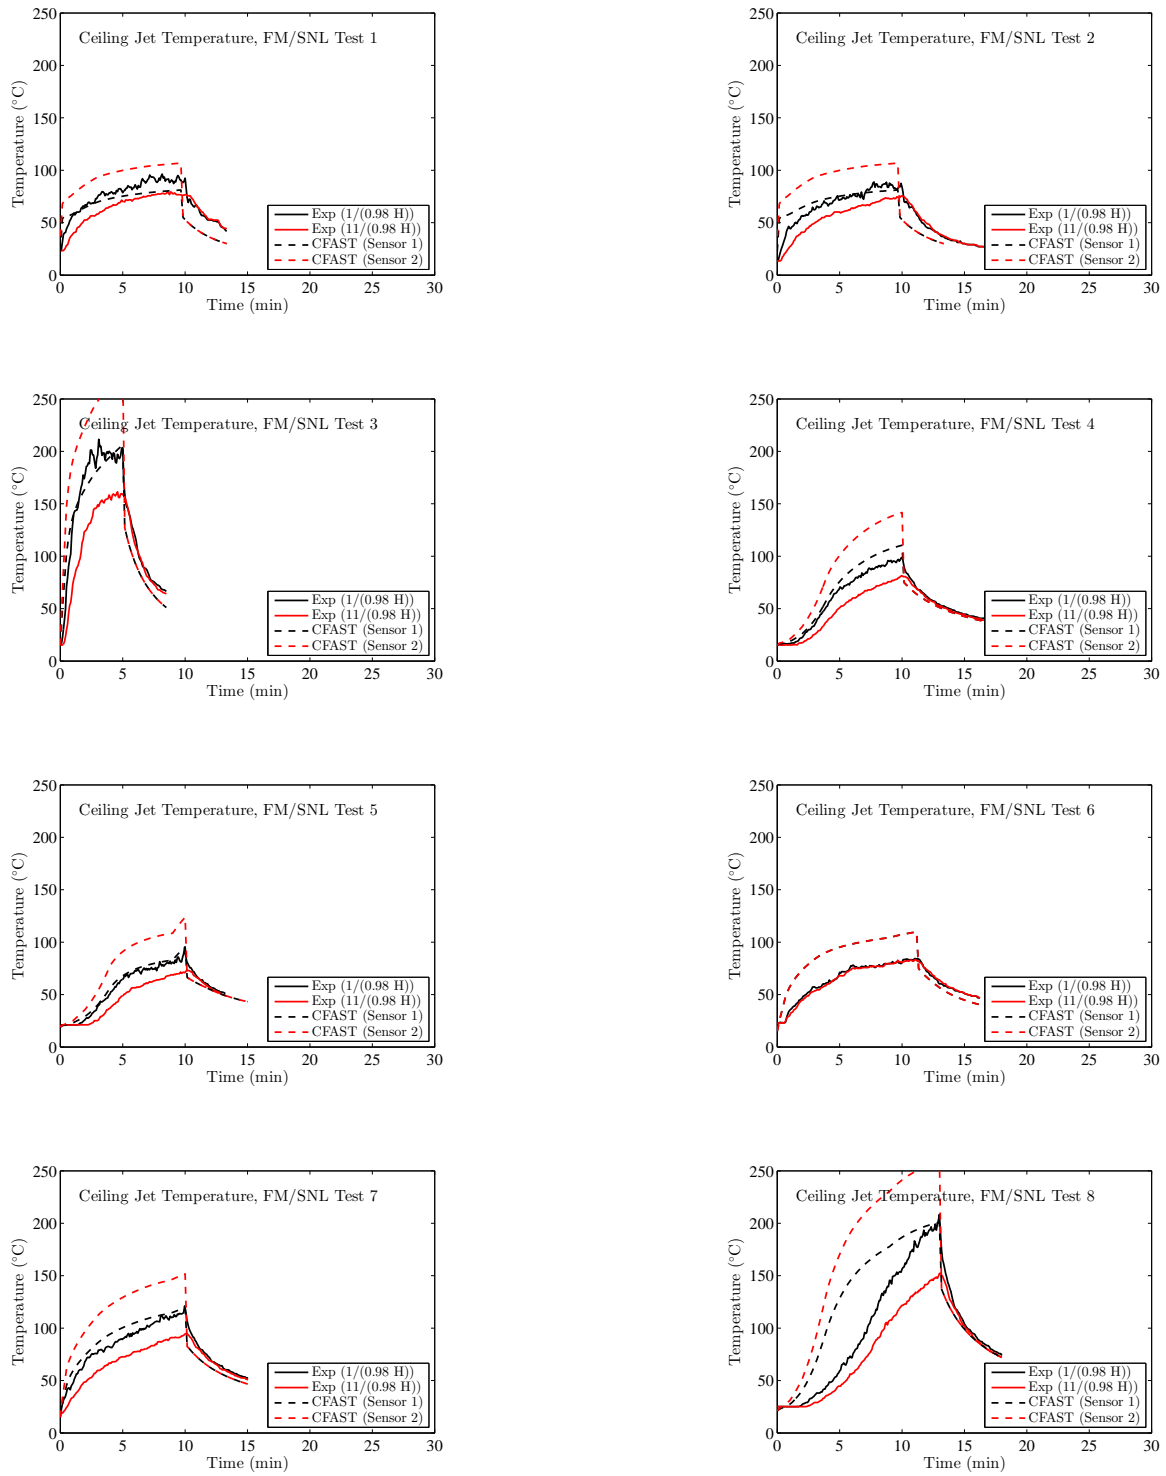 Ceiling Jet Temperature, FM/SNL Test 1
Temperature (°C)
250
200
150
100
50
0
0 5 10 15 20 25 30
Time (min)
Exp (1/(0.98 H))
Exp (11/(0.98 H))
CFAST (Sensor 1)
CFAST (Sensor 2)
Ceiling Jet Temperature, FM/SNL Test 2
Temperature (°C)
250
200
150
100
50
0
0 5 10 15 20 25 30
Time (min)
Exp (1/(0.98 H))
Exp (11/(0.98 H))
CFAST (Sensor 1)
CFAST (Sensor 2)
Ceiling Jet Temperature, FM/SNL Test 3
Temperature (°C)
250
200
150
100
50
0
0 5 10 15 20 25 30
Time (min)
Exp (1/(0.98 H))
Exp (11/(0.98 H))
CFAST (Sensor 1)
CFAST (Sensor 2)
Ceiling Jet Temperature, FM/SNL Test 4
Temperature (°C)
250
200
150
100
50
0
0 5 10 15 20 25 30
Time (min)
Exp (1/(0.98 H))
Exp (11/(0.98 H))
CFAST (Sensor 1)
CFAST (Sensor 2)
Ceiling Jet Temperature, FM/SNL Test 5
Temperature (°C)
250
200
150
100
50
0
0 5 10 15 20 25 30
Time (min)
Exp (1/(0.98 H))
Exp (11/(0.98 H))
CFAST (Sensor 1)
CFAST (Sensor 2)
Ceiling Jet Temperature, FM/SNL Test 6
Temperature (°C)
250
200
150
100
50
0
0 5 10 15 20 25 30
Time (min)
Exp (1/(0.98 H))
Exp (11/(0.98 H))
CFAST (Sensor 1)
CFAST (Sensor 2)
Ceiling Jet Temperature, FM/SNL Test 7
Temperature (°C)
250
200
150
100
50
0
0 5 10 15 20 25 30
Time (min)
Exp (1/(0.98 H))
Exp (11/(0.98 H))
CFAST (Sensor 1)
CFAST (Sensor 2)
Ceiling Jet Temperature, FM/SNL Test 8
Temperature (°C)
250
200
150
100
50
0
0 5 10 15 20 25 30
Time (min)
Exp (1/(0.98 H))
Exp (11/(0.98 H))
CFAST (Sensor 1)
CFAST (Sensor 2)